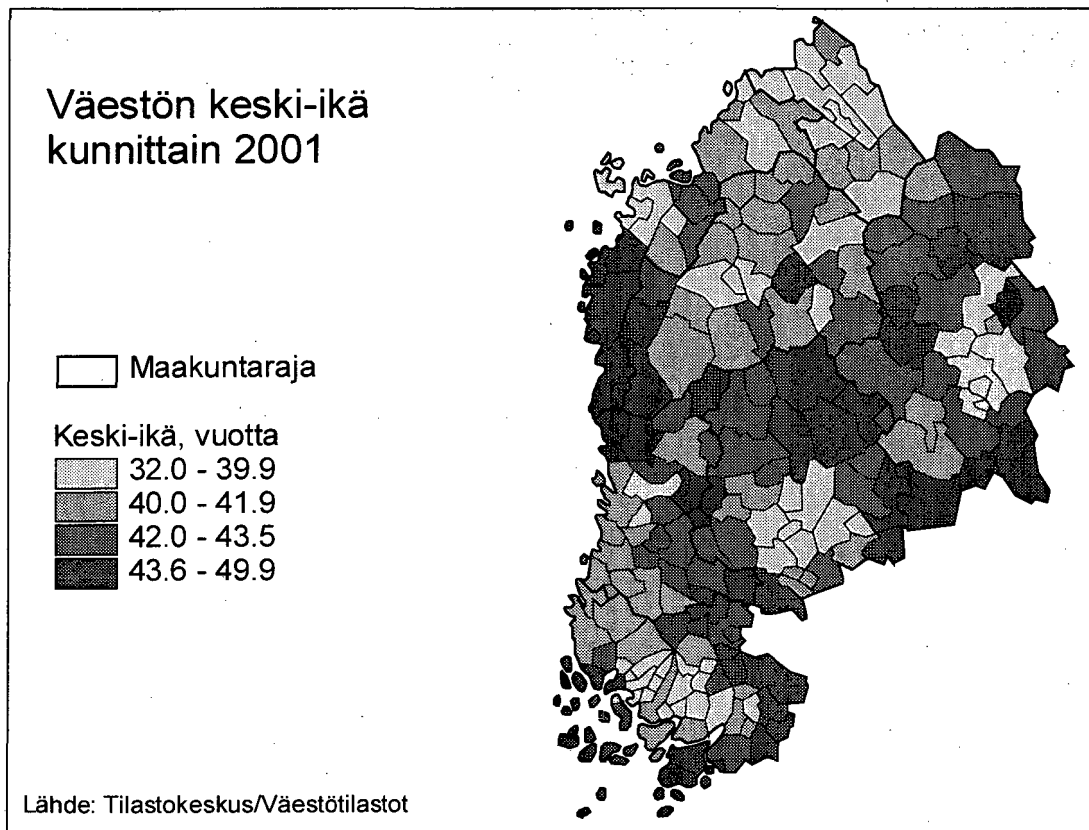 Väestön keski-ikä
kunnittain 2001
Maakuntaraja
Keski-ikä, vuotta
32.0 - 39.9
40.0 - 41.9
42.0 - 43.5
43.6 - 49.9
Lähde: Tilastokeskus/Väestötilastot